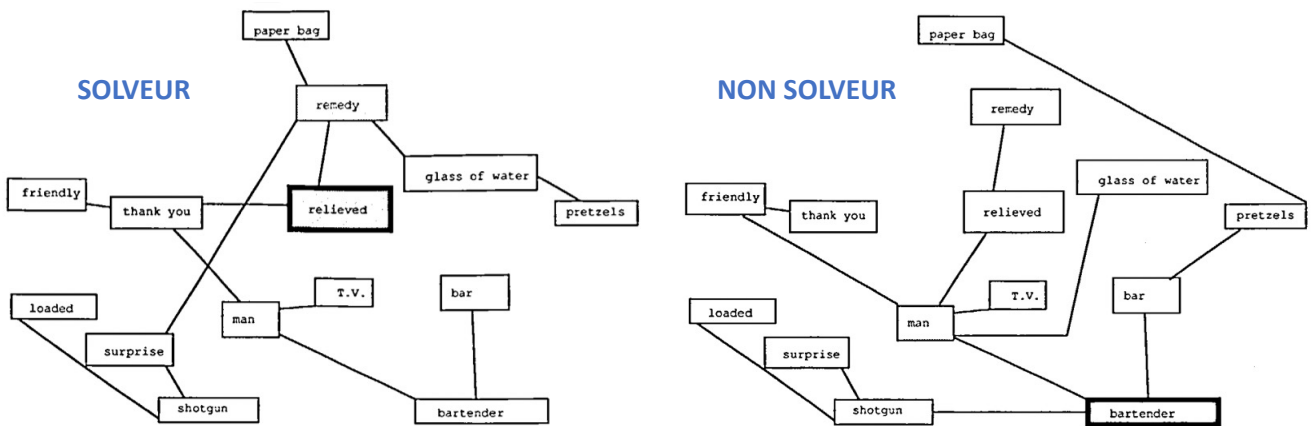 SOLVEUR
paper bag
remedy
glass of water
friendly
thank you
relieved
pretzels
T.V.
bar
loaded
man
surprise
shotgun
bartender
NON SOLVEUR
paper bag
remedy
glass of water
friendly
thank you
relieved
pretzels
T.V.
bar
loaded
man
surprise
shotgun
bartender